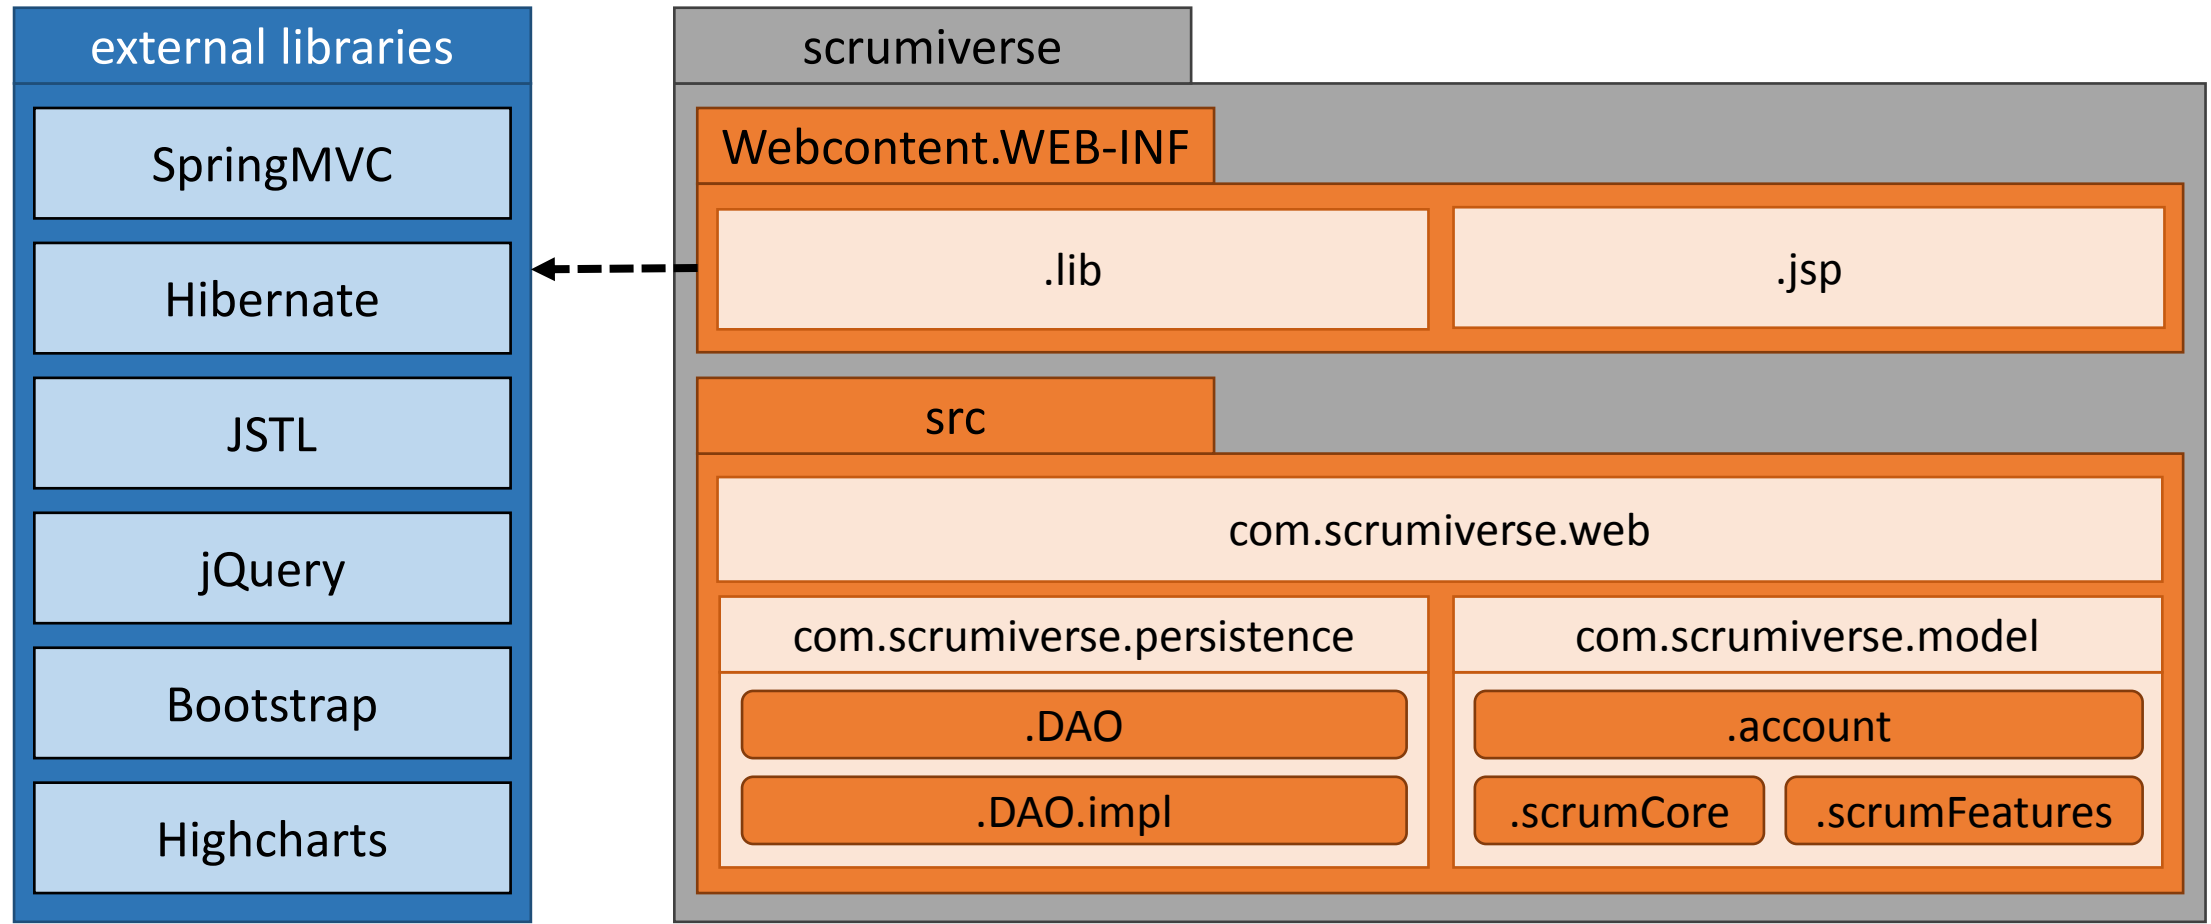 external libraries
SpringMVC
Hibernate
JSTL
jQuery
Bootstrap
Highcharts
scrumiverse
Webcontent.WEB-INF
.lib
.jsp
src
com.scrumiverse.web
com.scrumiverse.persistence
.DAO
.DAO.impl
com.scrumiverse.model
.account
.scrumCore
.scrumFeatures